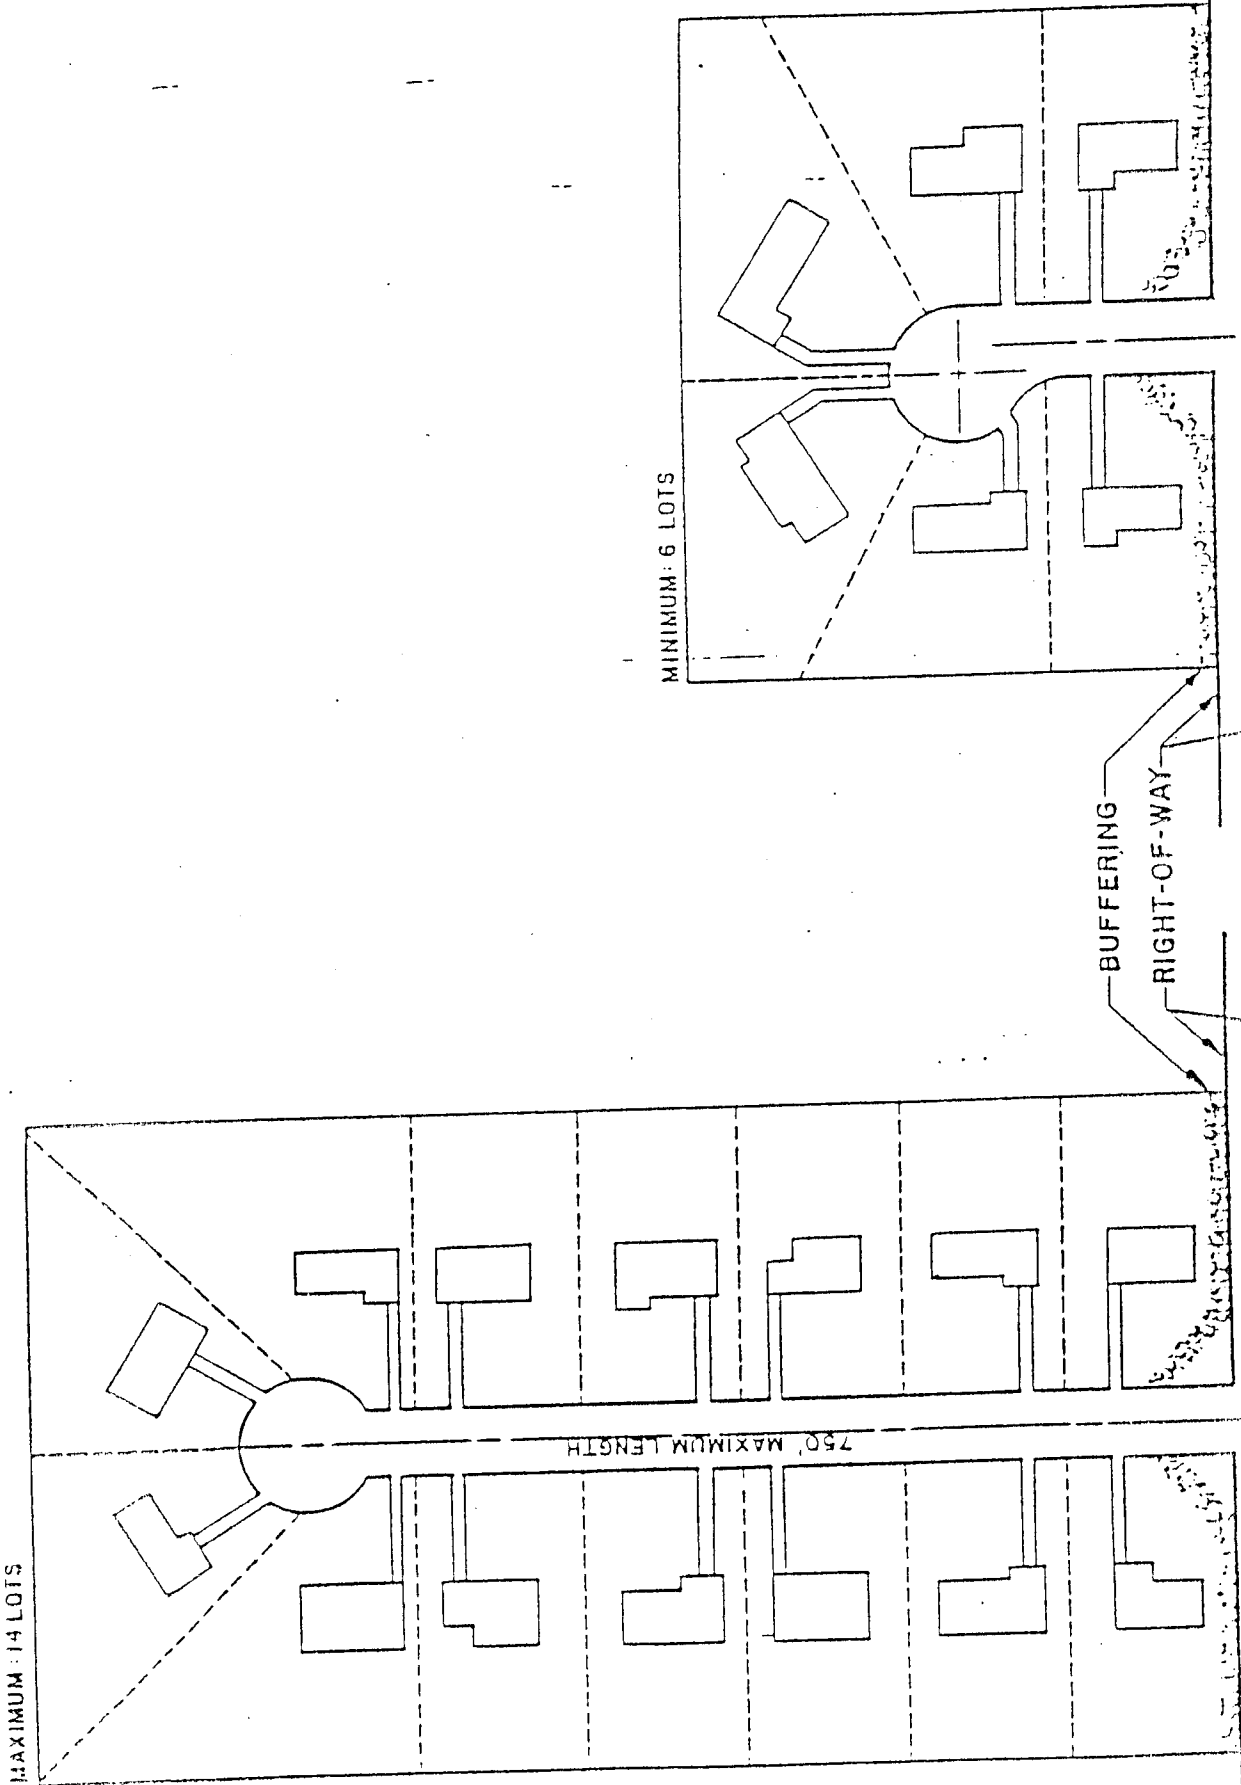 MAXIMUM: 14 LOTS
MINIMUM: 6 LOTS
750' MAXIMUM LENGTH
BUFFERING
RIGHT-OF-WAY